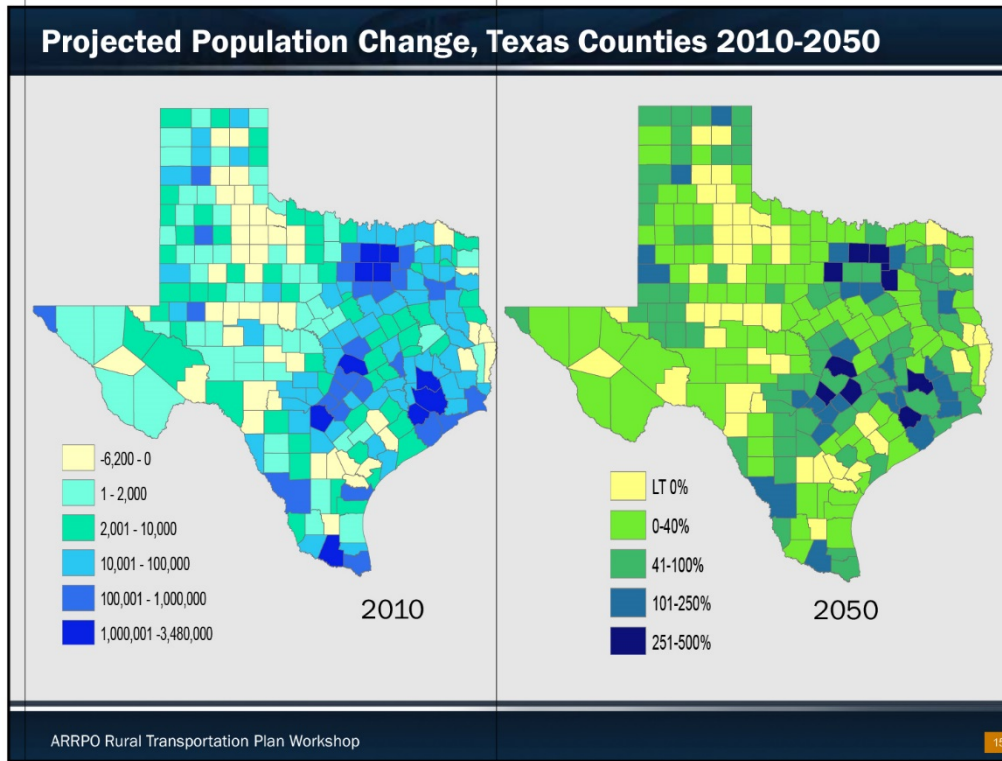 Projected Population Change, Texas Counties 2010-2050
-6,200 - 0
1 - 2,000
2,001 - 10,000
10,001 - 100,000
100,001 - 1,000,000
1,000,001 -3,480,000
2010
LT 0%
0-40%
41-100%
101-250%
251-500%
2050
ARRPO Rural Transportation Plan Workshop
15